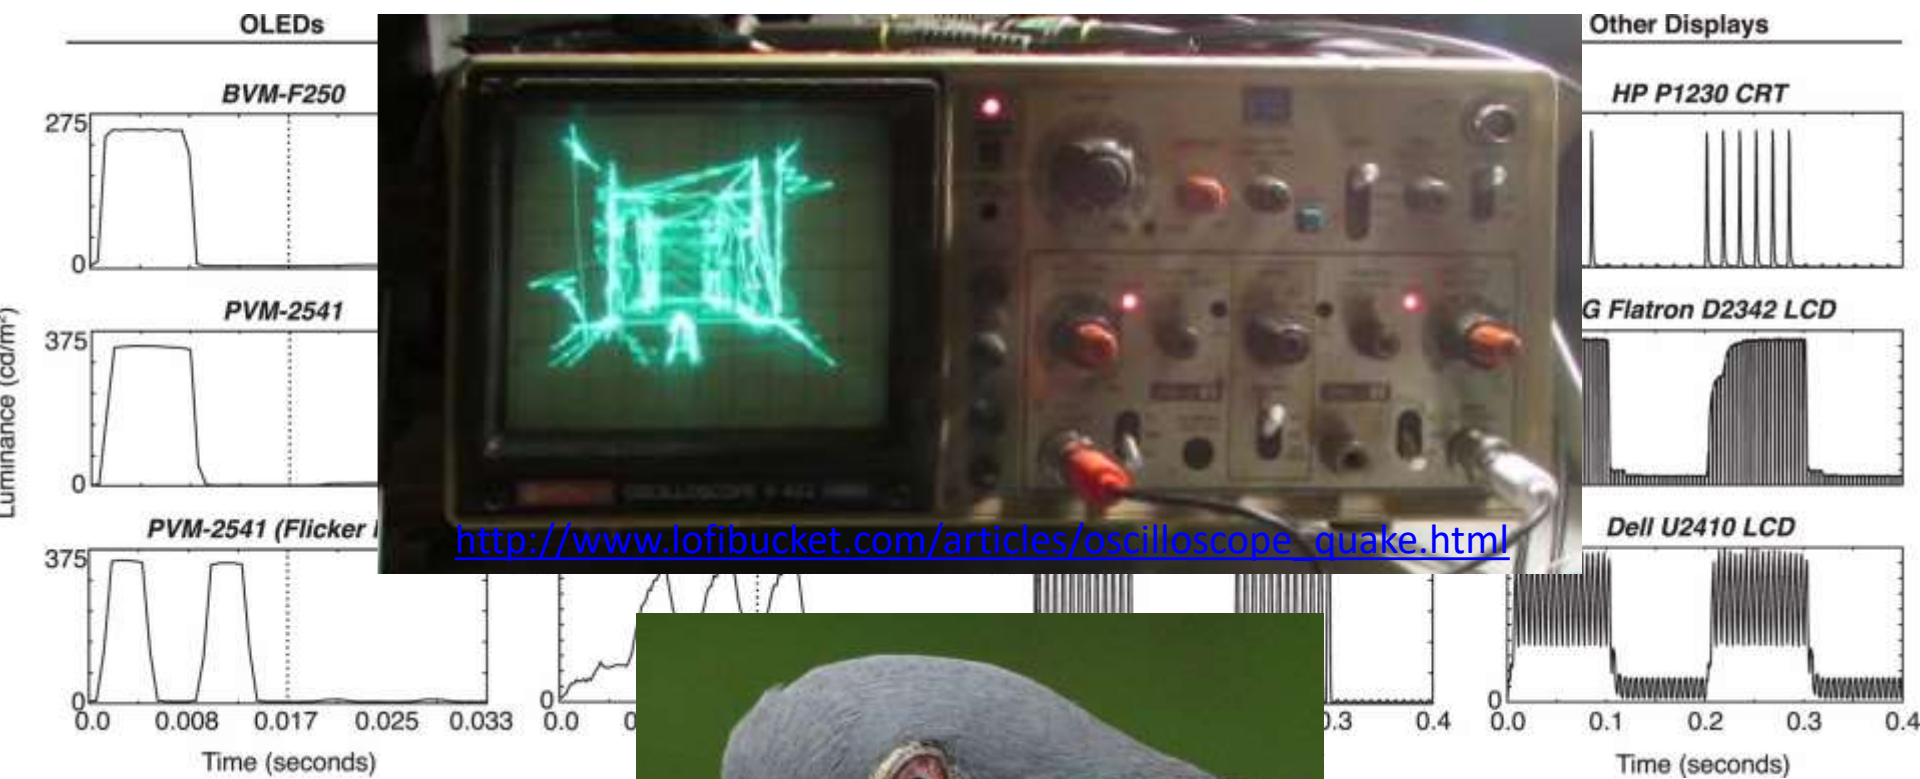 OLEDs
Other Displays
BVM-F250
HP P1230 CRT
275
0
PVM-2541
G Flatron D2342 LCD
375
0
Luminance (cd/m²)
http://www.lofibucket.com/articles/oscilloscope_quake.html
PVM-2541 (Flicker
Dell U2410 LCD
375
0
0
0
0.0 0.008 0.017 0.025 0.033
0.0
0.3 0.4
0.0 0.1 0.2 0.3 0.4
Time (seconds)
Time (seconds)